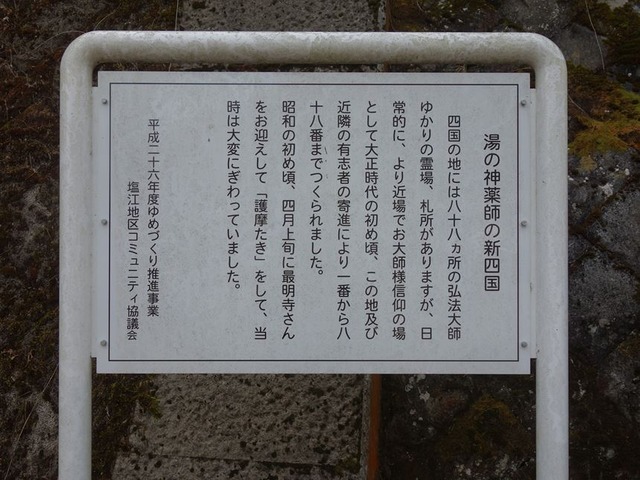 湯の神薬師の新四国
四国の地には八十八ヵ所の弘法大師
ゆかりの霊場、札所がありますが、日
常的に、より近場でお大師様信仰の場
として大正時代の初め頃、この地及び
近隣の有志者の寄進により一番から八
十八番までつくられました。
昭和の初め頃、四月上旬に最明寺さん
をお迎えして「護摩たき」をして、当
時は大変にぎわっていました。
平成二十六年度ゆめづくり推進事業
塩江地区コミュニティ協議会